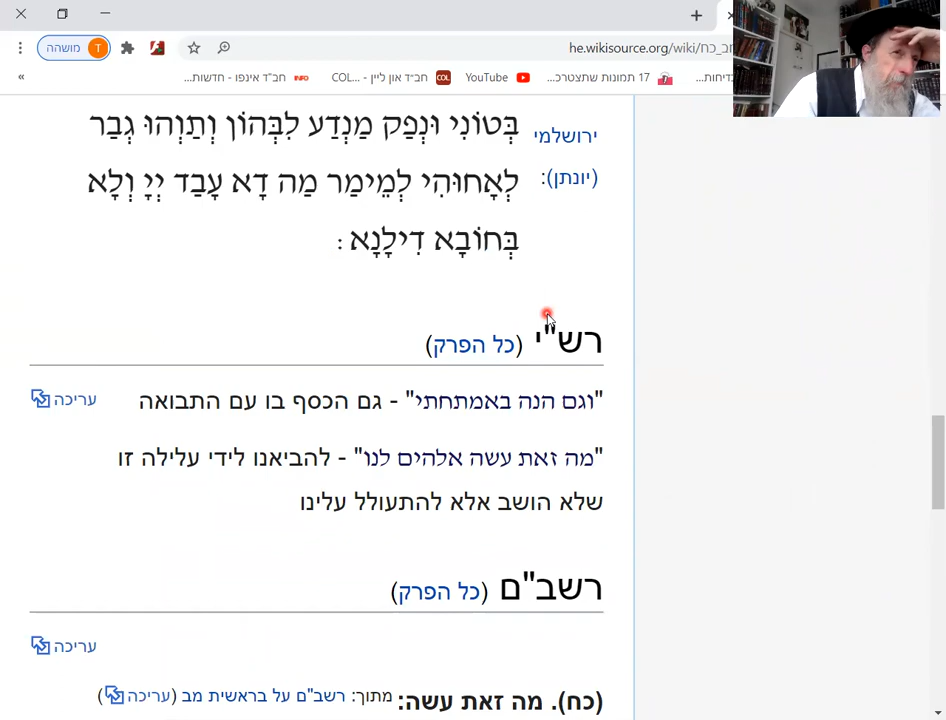 מושהה T
he.wikisource.org/wiki/
חב"ד אינפו - חדשות...
COL חב"ד און ליין - COL...
YouTube
17 תמונות שתצטרכ...
»
ירושלמי
(יונתן):
בְּטוֹנִי וּנְפַק מַנְדַע לִבְּהוֹן וְתַוְהוּ גְבַר
לְאָחוּהִי לְמֵימַר מַה דָא עָבַד יְיָ וְלָא
בְּחוֹבָא דִילָנָא :
רש"י (כל הפרק)
"וגם הנה באמתחתי" - גם הכסף בו עם התבואה
עריכה
"מה זאת עשה אלהים לנו" - להביאנו לידי עלילה זו
שלא הושב אלא להתעולל עלינו
רשב"ם (כל הפרק)
עריכה
(כח). מה זאת עשה: מתוך: רשב"ם על בראשית מב (עריכה)